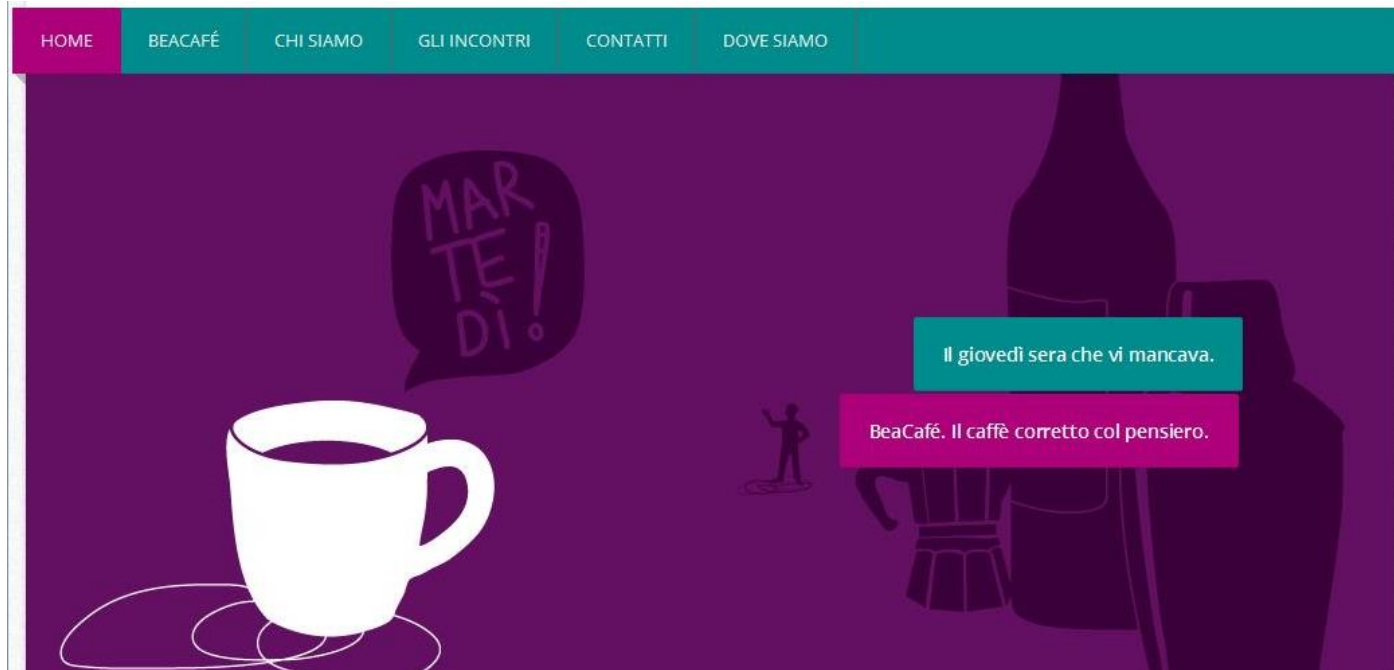 HOME BEACAFÉ CHI SIAMO GLI INCONTRI CONTATTI DOVE SIAMO
MAR
TE
DÌ!
Il giovedì sera che vi mancava.
BeaCafé. Il caffè corretto col pensiero.